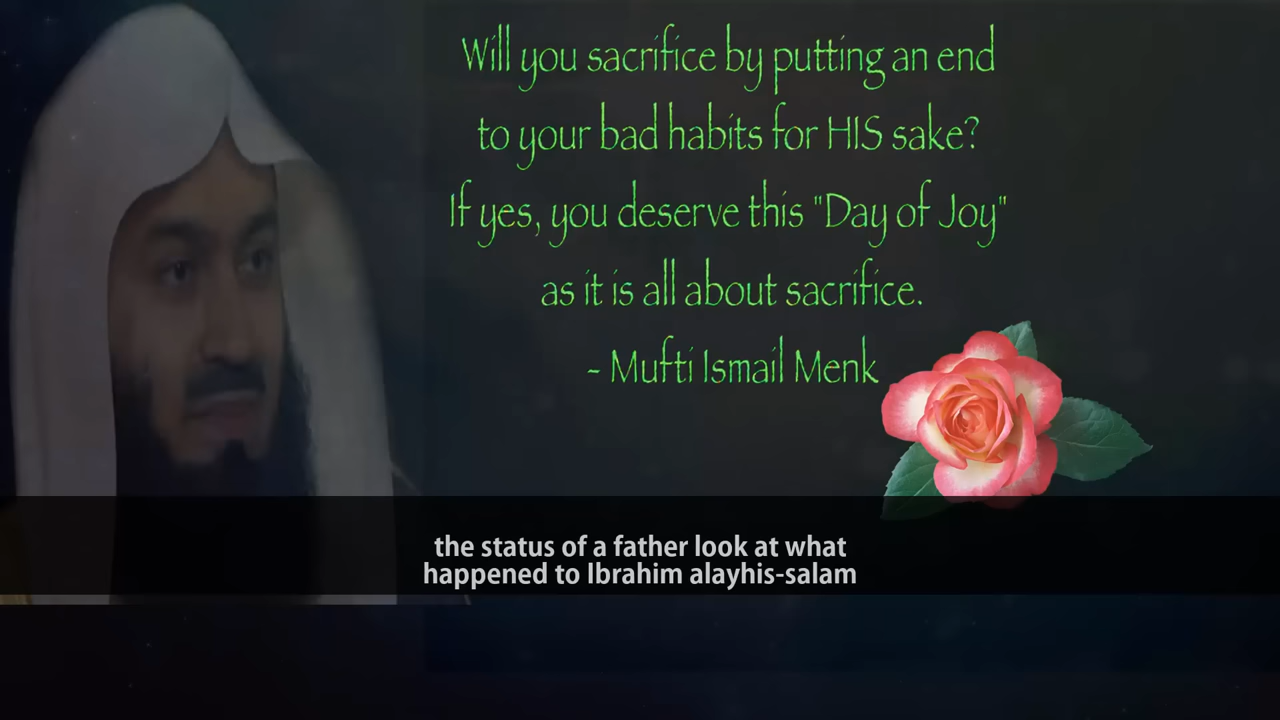 Will you sacrifice by putting an end
to your bad habits for HIS sake?
If yes, you deserve this "Day of Joy"
as it is all about sacrifice.
- Mufti Ismail Menk
the status of a father look at what
happened to Ibrahim alayhis-salam